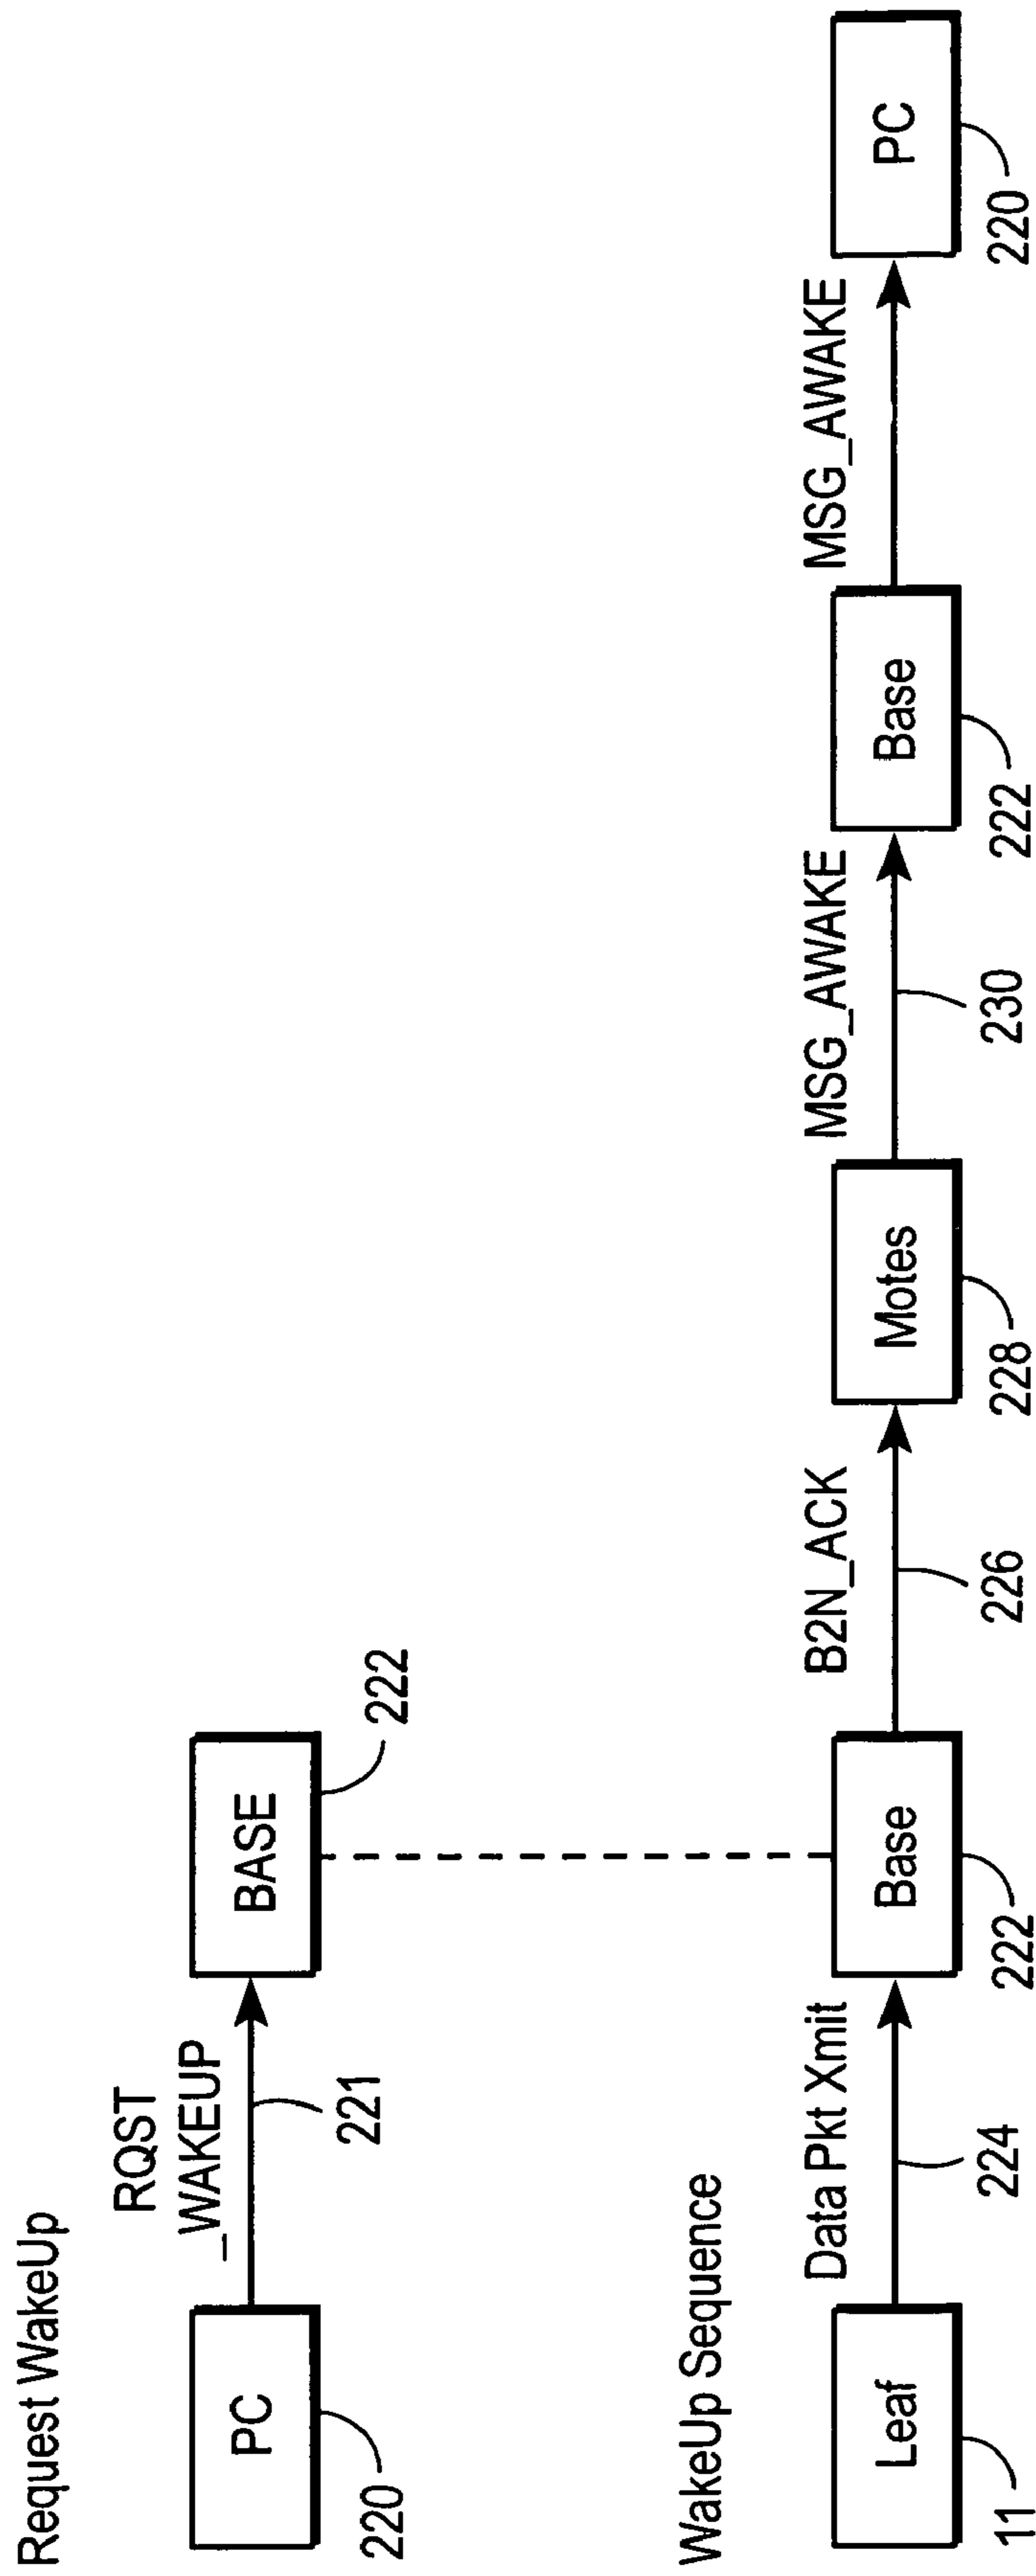 Request WakeUp
RQST
_WAKEUP
PC
BASE
220
221
222
WakeUp Sequence
Data Pkt Xmit
B2N_ACK
MSG_AWAKE
MSG_AWAKE
Leaf
Base
Motes
Base
PC
11
224
222
226
228
230
222
220